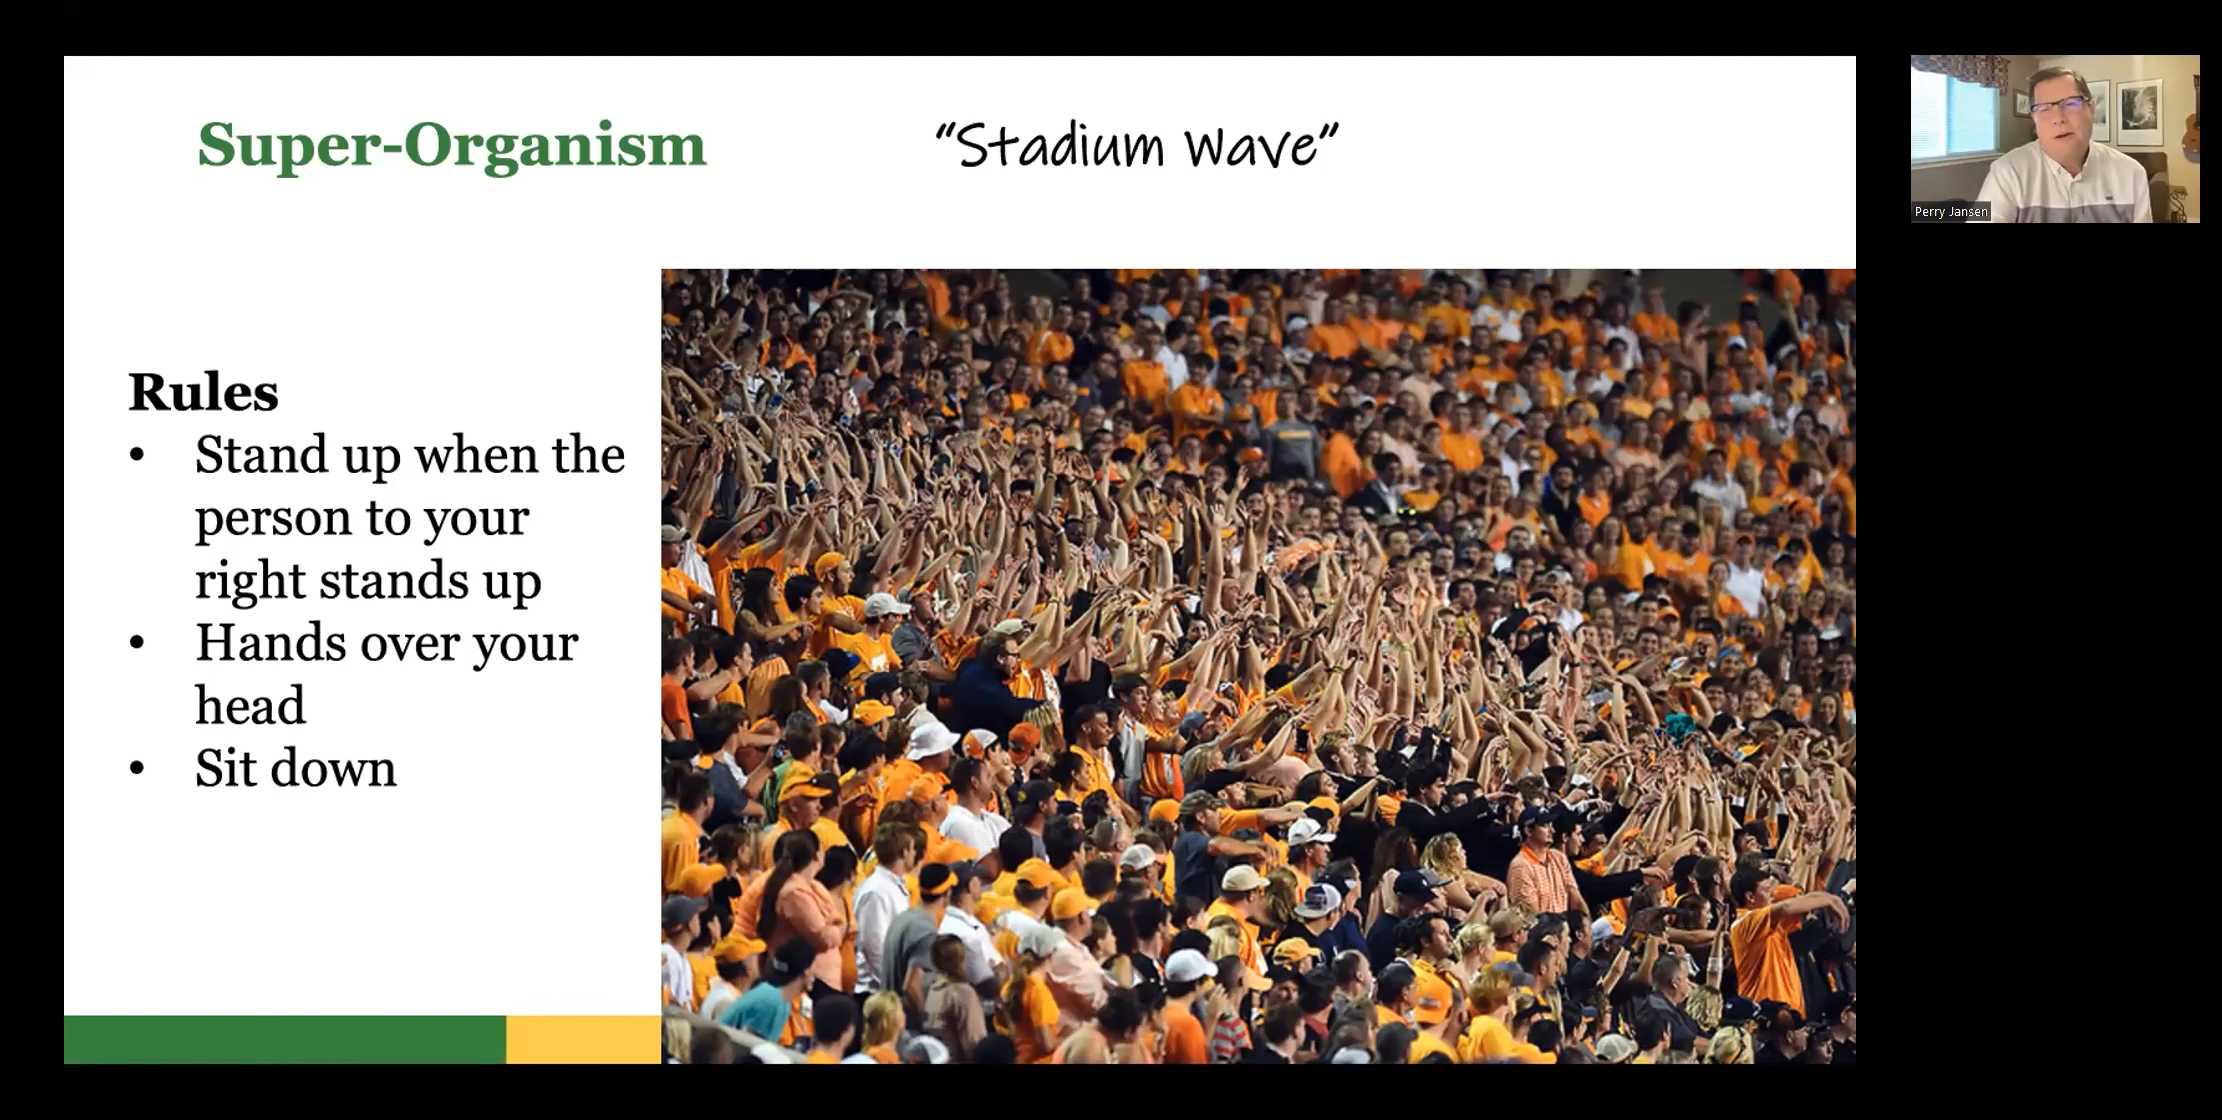 Super-Organism
“Stadium Wave”
Perry Jansen
Rules
• Stand up when the
person to your
right stands up
• Hands over your
head
• Sit down